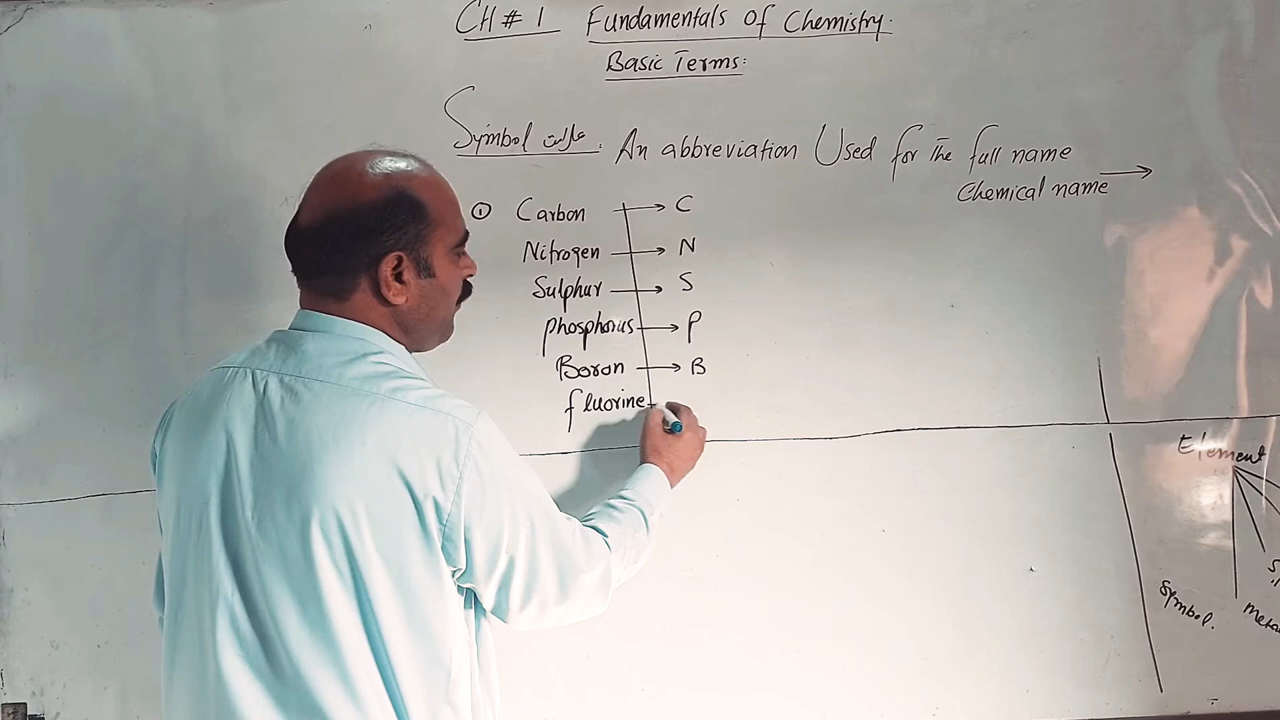 CH # 1 Fundamentals of Chemistry.
Basic Terms:
Symbol علامت : An abbreviation Used for The full name
Chemical name →
① Carbon → C
Nitrogen → N
Sulphur → S
phosphorus → P
Boron → B
fluorine
Element
Symbol.